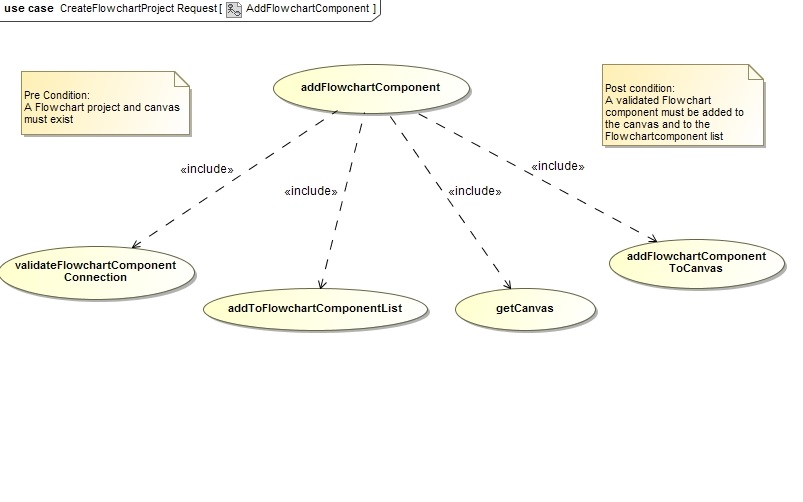 use case CreateFlowchartProject Request [ AddFlowchartComponent ]
Pre Condition:
A Flowchart project and canvas
must exist
addFlowchartComponent
Post condition:
A validated Flowchart
component must be added to
the canvas and to the
Flowchartcomponent list
«include»
«include»
«include»
«include»
validateFlowchartComponent
Connection
addToFlowchartComponentList
getCanvas
addFlowchartComponent
ToCanvas